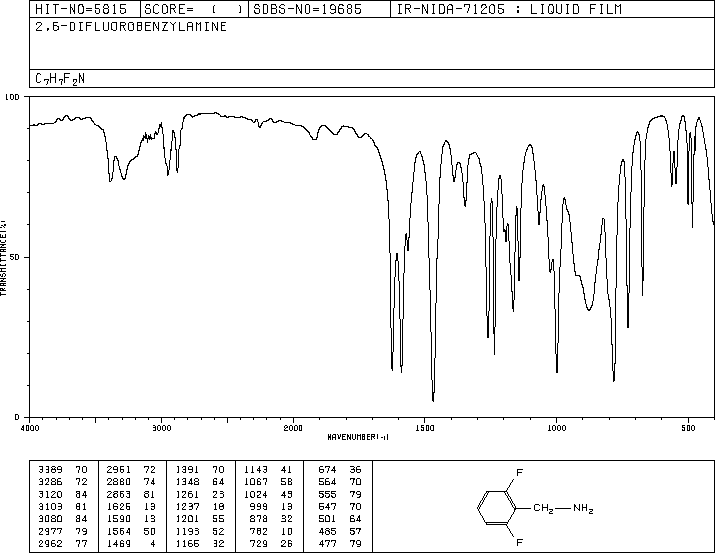 HIT-NO=5815 SCORE= ( ) SDBS-NO=19685 IR-NIDA-71205 : LIQUID FILM
2,6-DIFLUOROBENZYLAMINE
C7H7F2N
100
50
0
TRANSMITTANCE(%)
4000 3000 2000 1500 1000 500
WAVENUMBER(-1)
3389 70 2951 72 1391 70 1143 41 674 36
3286 72 2880 74 1348 64 1067 58 564 70
3120 84 2863 81 1261 23 1024 43 555 79
3103 81 1626 13 1237 18 999 13 547 70
3080 84 1590 13 1201 55 878 32 501 64
2977 79 1564 50 1193 52 782 10 485 57
2962 77 1469 4 1166 32 729 26 477 79
F
CH2—NH2
F